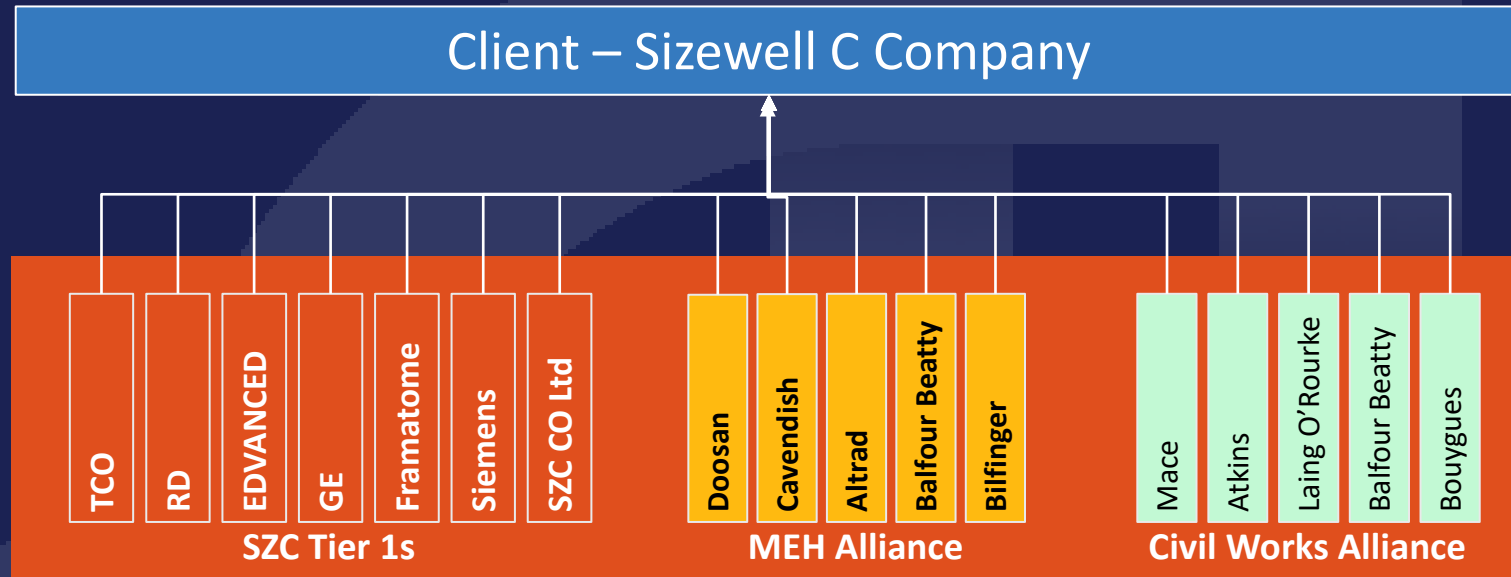 Client – Sizewell C Company
TCO
RD
EDVANCED
GE
Framatome
Siemens
SZC CO Ltd
SZC Tier 1s
Doosan
Cavendish
Altrad
Balfour Beatty
Bilfinger
MEH Alliance
Mace
Atkins
Laing O’Rourke
Balfour Beatty
Bouygues
Civil Works Alliance